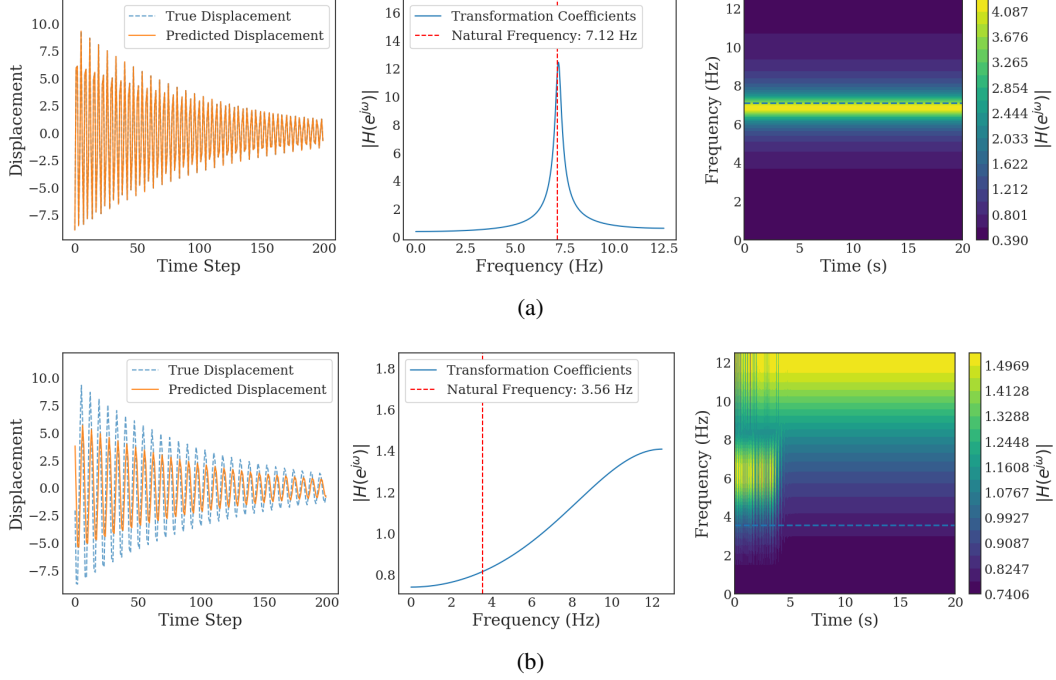 10.0
7.5
5.0
2.5
0.0
−2.5
−5.0
−7.5
Displacement
True Displacement
Predicted Displacement
0 50 100 150 200
Time Step
16
14
12
10
8
6
4
2
0
|H(e^{jω})|
Transformation Coefficients
Natural Frequency: 7.12 Hz
0.0 2.5 5.0 7.5 10.0 12.5
Frequency (Hz)
12
10
8
6
4
2
0
Frequency (Hz)
0 5 10 15 20
Time (s)
4.087
3.676
3.265
2.854
2.444
2.033
1.622
1.212
0.801
0.390
|H(e^{jω})|
(a)
10.0
7.5
5.0
2.5
0.0
−2.5
−5.0
−7.5
Displacement
True Displacement
Predicted Displacement
0 50 100 150 200
Time Step
1.8
1.6
1.4
1.2
1.0
0.8
|H(e^{jω})|
Transformation Coefficients
Natural Frequency: 3.56 Hz
0 2 4 6 8 10 12
Frequency (Hz)
12
10
8
6
4
2
0
Frequency (Hz)
0 5 10 15 20
Time (s)
1.4969
1.4128
1.3288
1.2448
1.1608
1.0767
0.9927
0.9087
0.8247
0.7406
|H(e^{jω})|
(b)